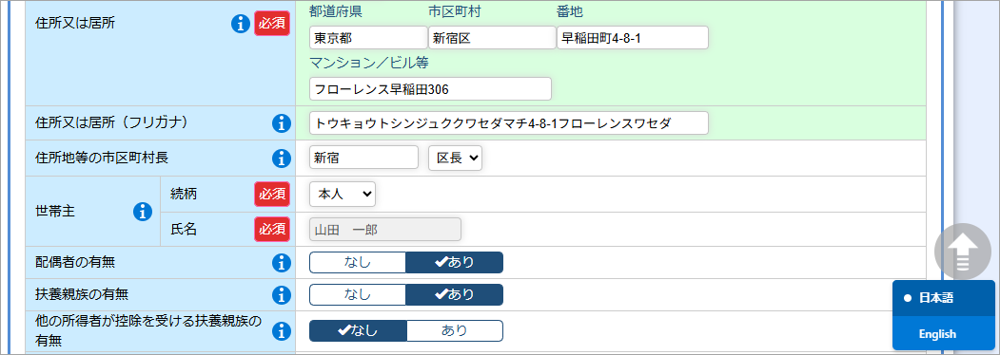 都道府県 市区町村 番地
住所又は居所 必須 東京都 新宿区 早稲田町4-8-1
マンション／ビル等
フローレンス早稲田306
住所又は居所（フリガナ） トウキョウトシンジュククワセダマチ4-8-1フローレンスワセダ
住所地等の市区町村長 新宿 区長
世帯主 続柄 必須 本人
氏名 必須 山田　一郎
配偶者の有無 なし あり
扶養親族の有無 なし あり
他の所得者が控除を受ける扶養親族の
有無 なし あり
日本語
English